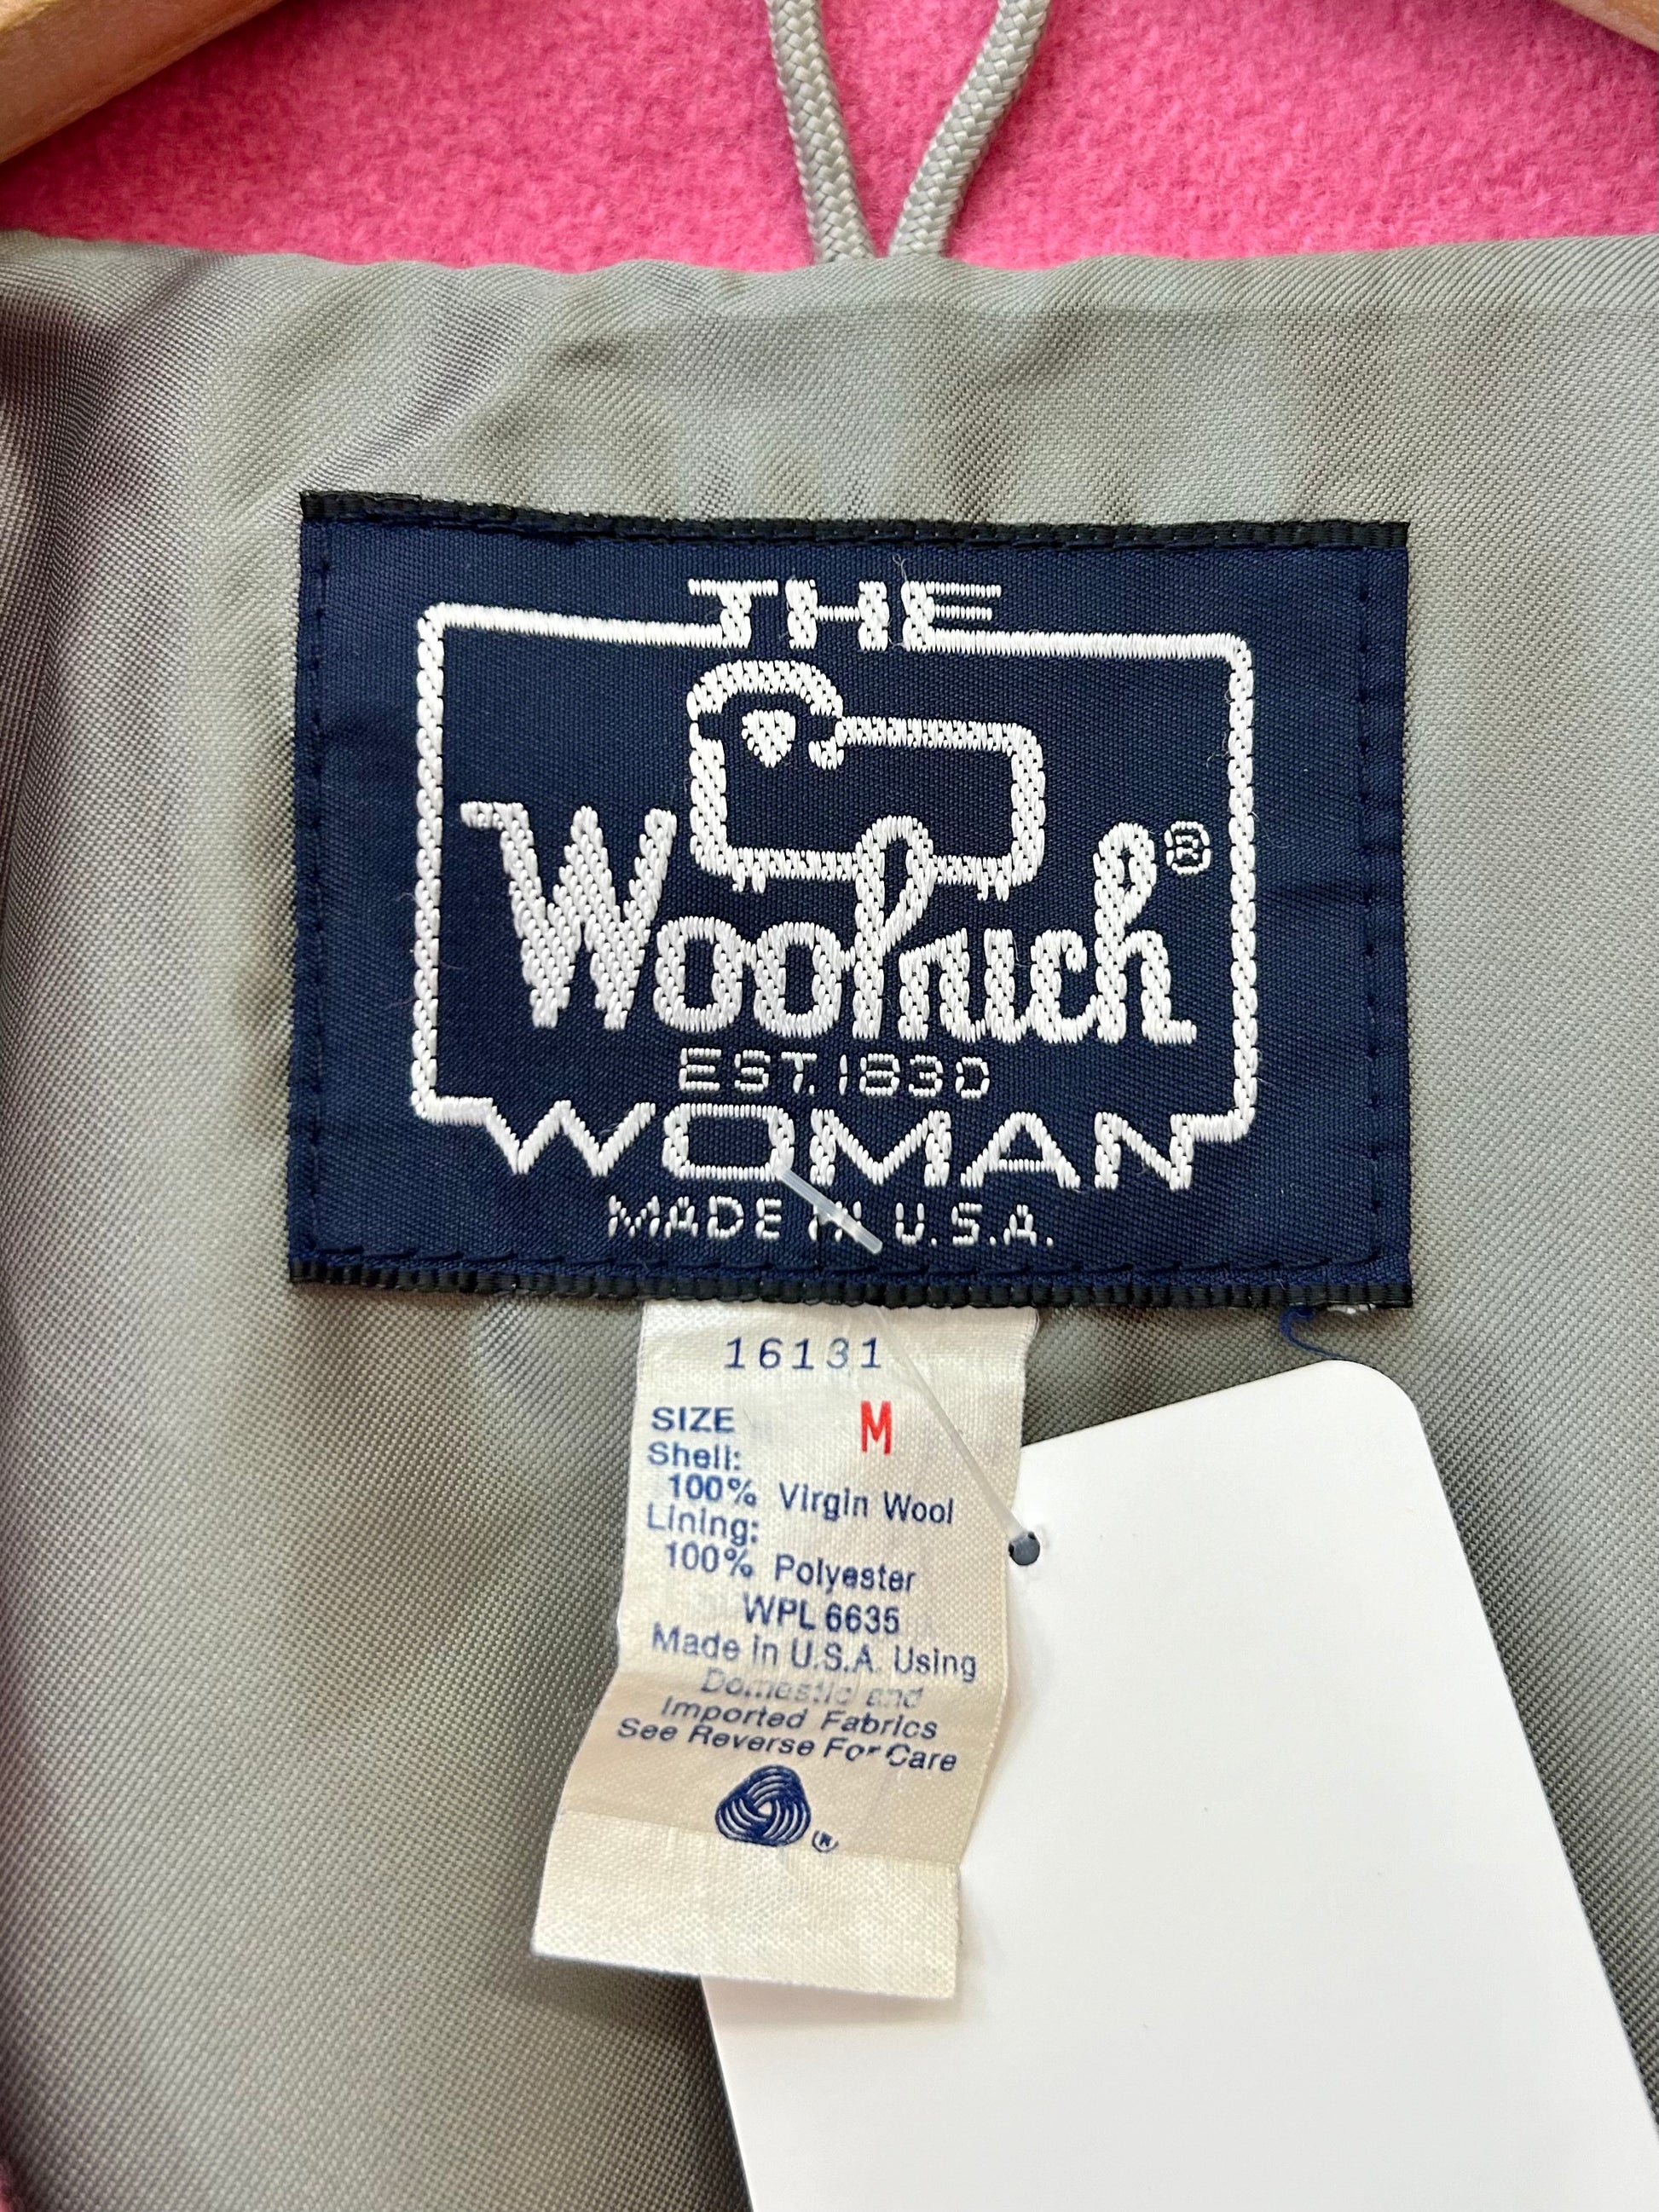 THE
Woolrich®
EST. 1830
WOMAN
MADE IN U.S.A.
16131
SIZE M
Shell:
100% Virgin Wool
Lining:
100% Polyester
WPL 6635
Made in U.S.A. Using
Domestic and
Imported Fabrics
See Reverse For Care
®